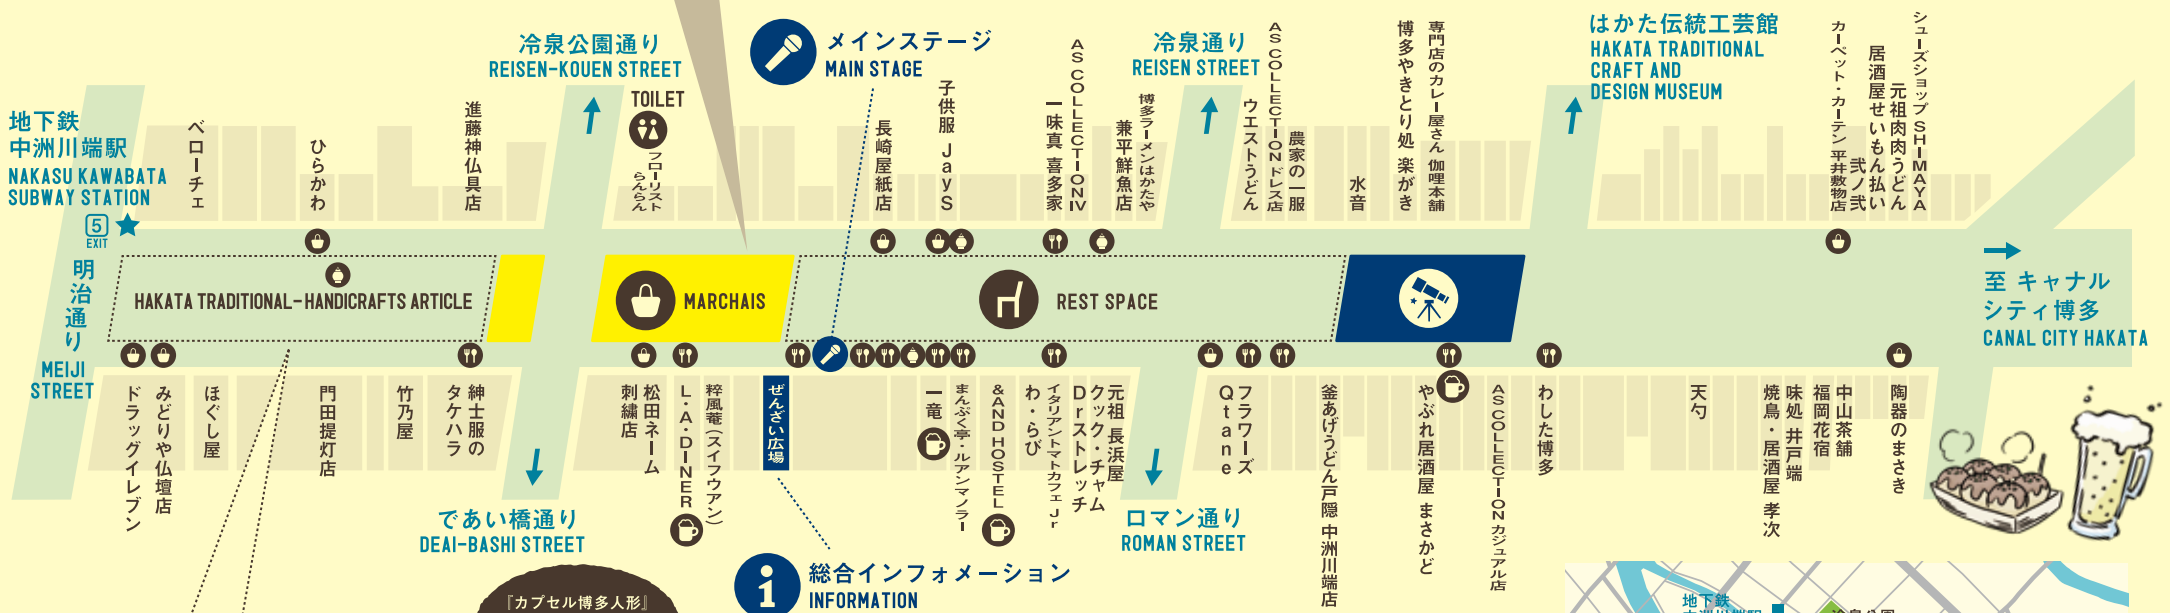 地下鉄
中洲川端駅
NAKASU KAWABATA
SUBWAY STATION
5
EXIT
明治通り
MEIJI
STREET
冷泉公園通り
REISEN-KOUEN STREET
TOILET
メインステージ
MAIN STAGE
冷泉通り
REISEN STREET
はかた伝統工芸館
HAKATA TRADITIONAL
CRAFT AND
DESIGN MUSEUM
ベローチェ
ひらかわ
進藤神仏具店
フローリスト
らんらん
長崎屋紙店
子供服 JayS
一味真 喜多家
AS COLLECTION IV
兼平鮮魚店
博多ラーメンはかたや
ウエストうどん
AS COLLECTION ドレス店
農家の一服
水音
博多やきとり処 楽がき
専門店のカレー屋さん 伽哩本舗
カーペット・カーテン 平井敷物店
弐ノ弐
居酒屋せいもん払い
元祖肉肉うどん
シューズショップ SHIMAYA
HAKATA TRADITIONAL-HANDICRAFTS ARTICLE
MARCHAIS
REST SPACE
至 キャナル
シティ博多
CANAL CITY HAKATA
ドラッグイレブン
みどりや仏壇店
ほぐし屋
門田提灯店
竹乃屋
紳士服の
タケハラ
松田ネーム
刺繍店
L・A・DINER
粹風菴(スイフウアン)
ぜんざい広場
一竜
まんぷく亭・ルアンマノラー
&AND HOSTEL
わ・らび
イタリアントマトカフェJr
Drストレッチ
クック・チャム
元祖 長浜屋
Qtane
フラワーズ
釜あげうどん戸隠 中洲川端店
やぶれ居酒屋 まさかど
AS COLLECTION カジュアル店
わした博多
天勺
焼鳥・居酒屋 孝次
味処 井戸端
福岡花宿
中山茶舗
陶器のまさき
であい橋通り
DEAI-BASHI STREET
ロマン通り
ROMAN STREET
総合インフォメーション
INFORMATION
『カプセル博多人形』
地下鉄